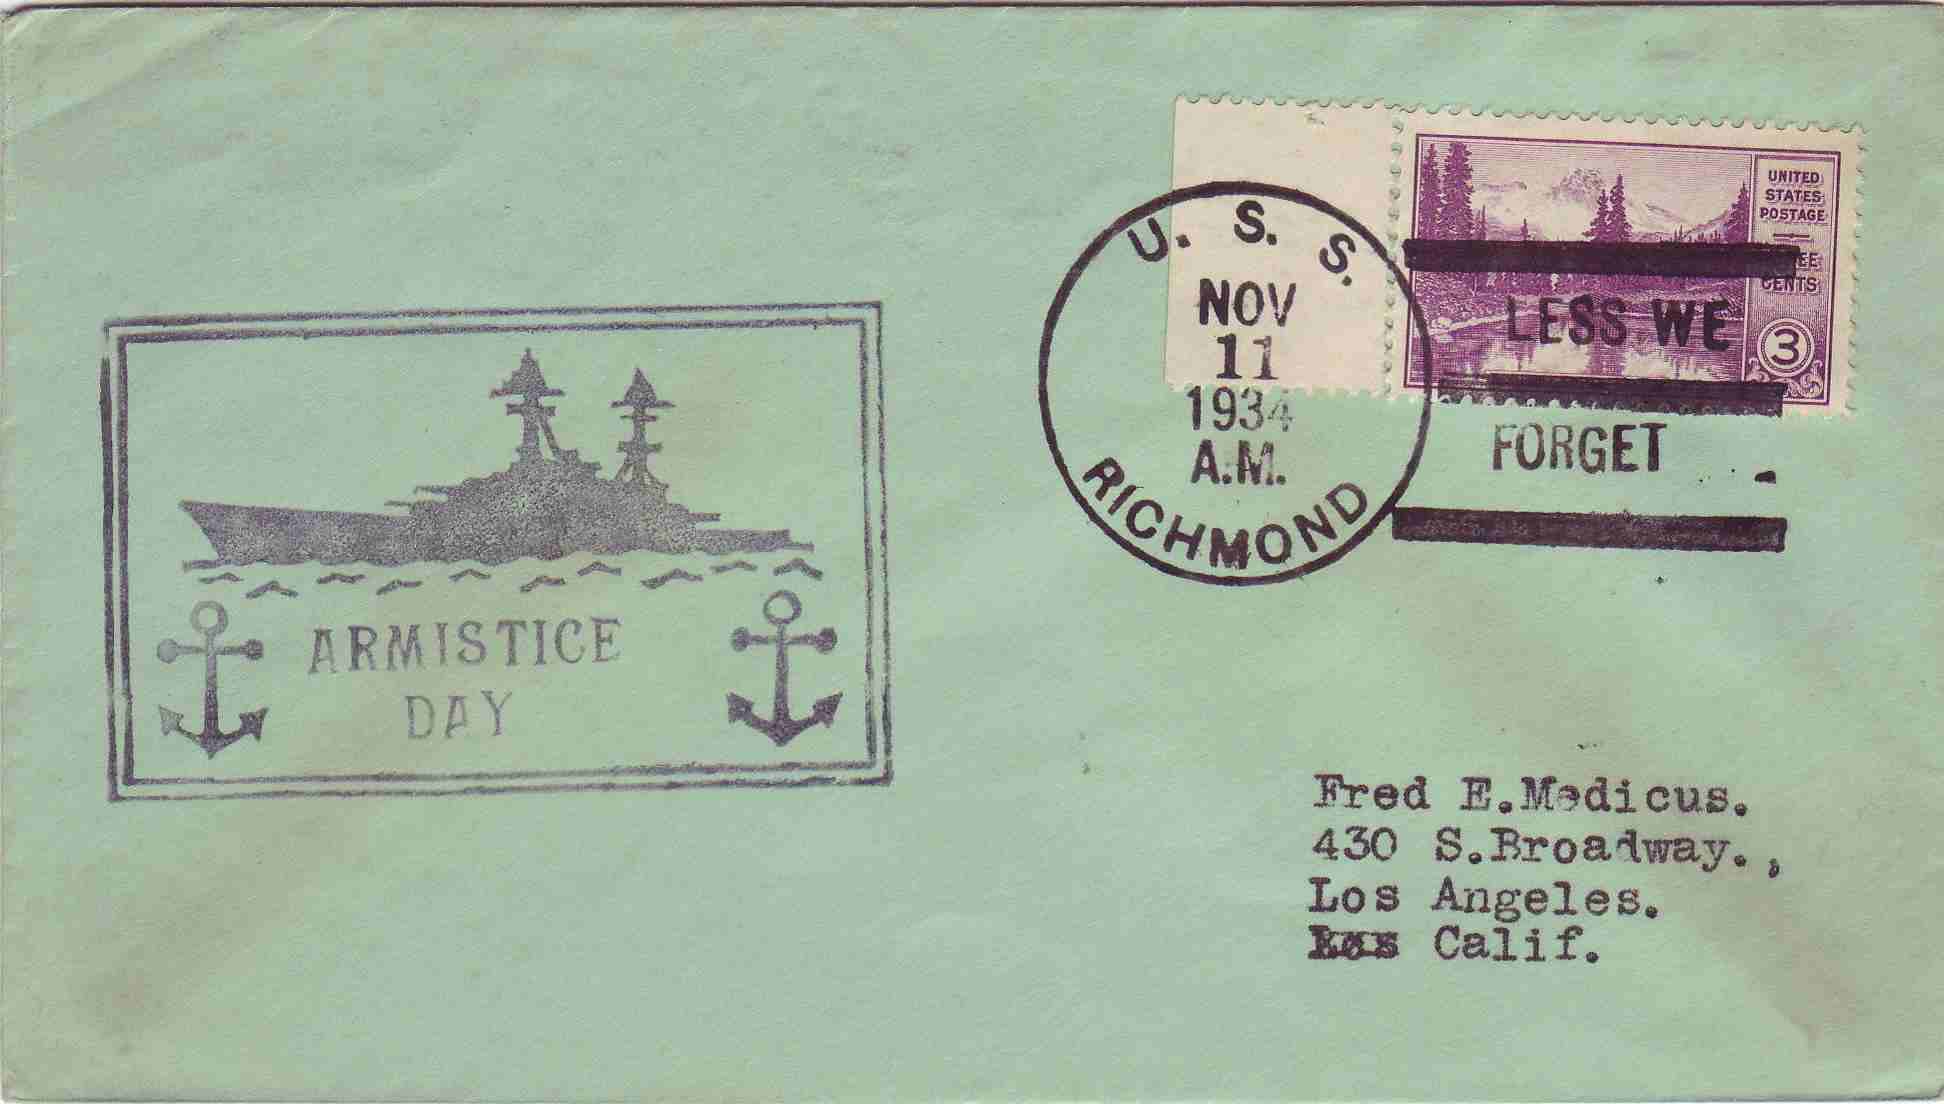 UNITED
STATES
POSTAGE
CENTS
3
U. S. S.
NOV
11
1934
A.M.
RICHMOND
LESS WE
FORGET
ARMISTICE
DAY
Fred E.Medicus.
430 S.Broadway.,
Los Angeles.
Calif.